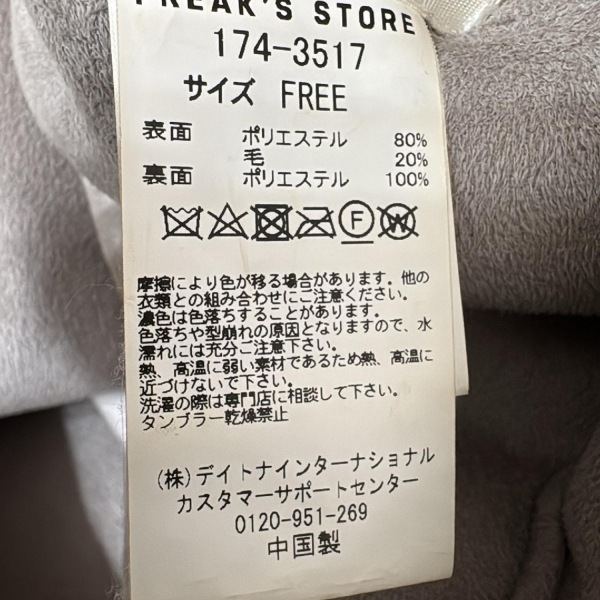 FREAK'S STORE
174-3517
サイズ FREE
表面 ポリエステル 80%
毛 20%
裏面 ポリエステル 100%
F W
摩擦により色が移る場合があります。他の
衣類との組み合わせにご注意ください。
濃色は色落ちすることがあります。
色落ちや型崩れの原因となりますので、水
濡れには充分ご注意下さい。
熱、高温に弱い素材であるため熱、高温に
近づけないで下さい。
洗濯の際は専門店に相談して下さい。
タンブラー乾燥禁止
(株)デイトナインターナショナル
カスタマーサポートセンター
0120-951-269
中国製